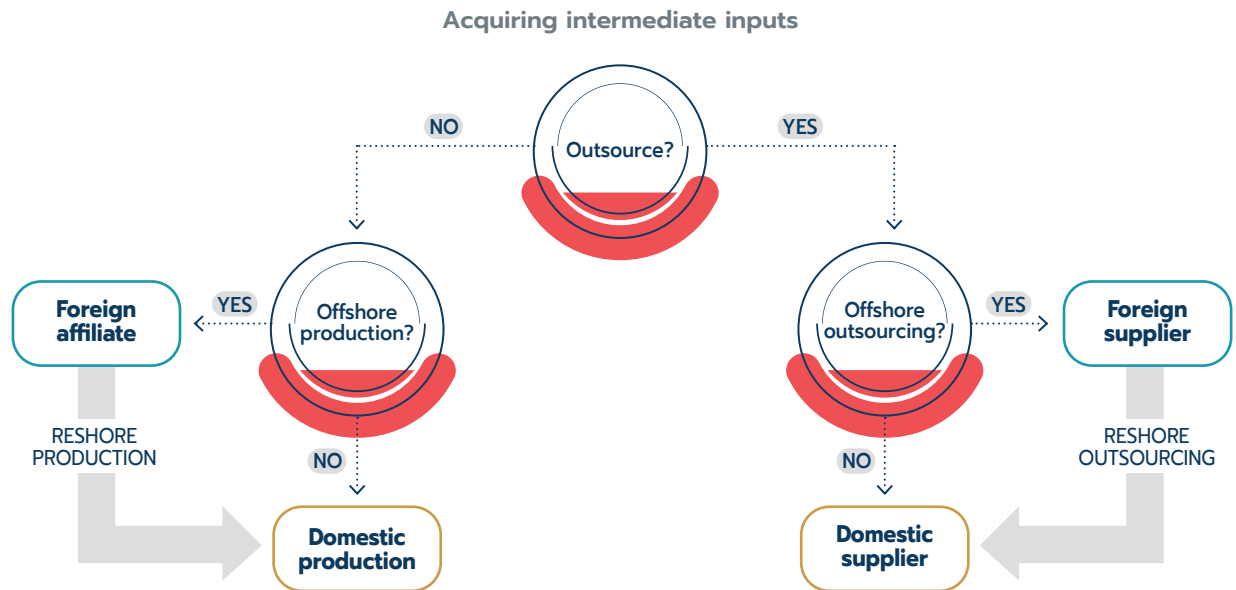 Acquiring intermediate inputs
NO
YES
Outsource?
Foreign
affiliate
YES
Offshore
production?
Offshore
outsourcing?
YES
Foreign
supplier
RESHORE
PRODUCTION
NO
NO
RESHORE
OUTSOURCING
Domestic
production
Domestic
supplier